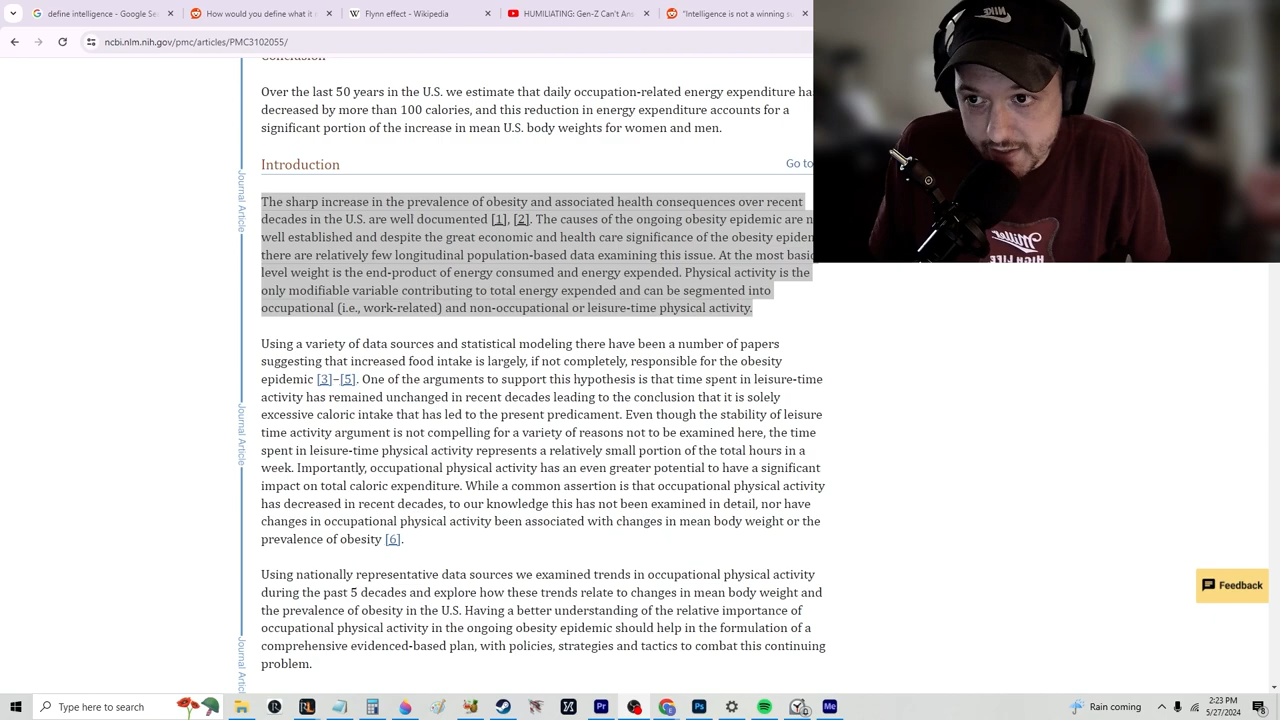 define intelligence - Goog
How would you define inte
Flynn effect - Wikipedia
HUMILIATING: Gen-Z Can't An
"Intelligence is not a winning s
ncbi.nlm.nih.gov/pmc/articles/PMC3102055/
Conclusion
Over the last 50 years in the U.S. we estimate that daily occupation-related energy expenditure ha
decreased by more than 100 calories, and this reduction in energy expenditure accounts for a
significant portion of the increase in mean U.S. body weights for women and men.
Introduction
Go to
The sharp increases in the prevalence of obesity and associated health consequences over recent
decades in the U.S. are well documented [1], [2]. The causes of the ongoing obesity epidemic are n
well established and despite the great economic and healthcare significance of the obesity epidem
there are relatively few longitudinal population-based data examining this issue. At the most basic
level obesity is the end-product of energy consumed and energy expended. Physical activity is the
only modifiable variable contributing to total energy expended and can be segmented into
occupational (i.e., work-related) and non-occupational or leisure-time physical activity.
Using a variety of data sources and statistical modeling there have been a number of papers
suggesting that increased food intake is largely, if not completely, responsible for the obesity
epidemic [3]–[5]. One of the arguments to support this hypothesis is that time spent in leisure-time
activity has remained unchanged in recent decades leading to the conclusion that it is solely
excessive caloric intake that has led to the present predicament. Even though the stability of leisure
time activity argument is not compelling for a variety of reasons not to be examined here, the time
spent in leisure-time physical activity represents a relatively small portion of the total hours in a
week. Importantly, occupational physical activity has an even greater potential to have a significant
impact on total caloric expenditure. While a common assertion is that occupational physical activity
has decreased in recent decades, to our knowledge this has not been examined in detail, nor have
changes in occupational physical activity been associated with changes in mean body weight or the
prevalence of obesity [6].
Using nationally representative data sources we examined trends in occupational physical activity
during the past 5 decades and explore how these trends relate to changes in mean body weight and
the prevalence of obesity in the U.S. Having a better understanding of the relative importance of
occupational physical activity in the ongoing obesity epidemic should help in the formulation of a
comprehensive evidenced-based plan, with policies, strategies and tactics to combat this continuing
problem.
Journal Article
Journal Article
Journal Artic
NIKE
Miller
HIGH LIFE
Feedback
Type here to search
Rain coming
2:23 PM
5/27/2024